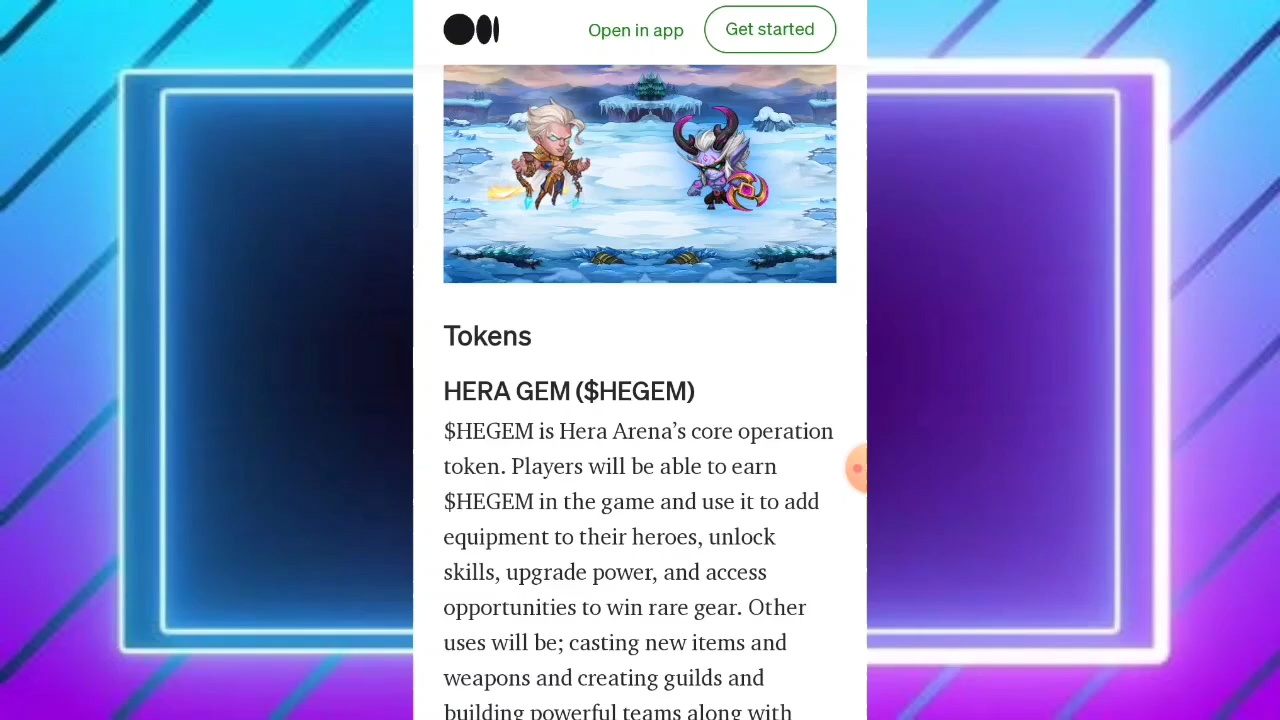 Open in app
Get started
Tokens
HERA GEM ($HEGEM)
$HEGEM is Hera Arena’s core operation
token. Players will be able to earn
$HEGEM in the game and use it to add
equipment to their heroes, unlock
skills, upgrade power, and access
opportunities to win rare gear. Other
uses will be; casting new items and
weapons and creating guilds and
building powerful teams along with